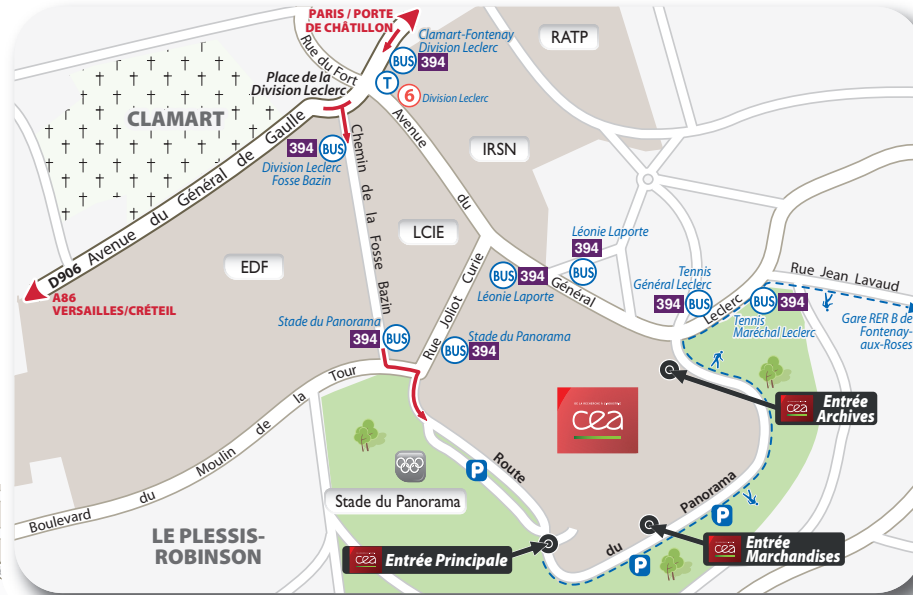 PARIS / PORTE
DE CHÂTILLON
Rue du Fort
Clamart-Fontenay
Division Leclerc
BUS 394
RATP
Place de la
Division Leclerc
T
6 Division Leclerc
CLAMART
Avenue du Général de Gaulle
D906
394 BUS
Division Leclerc
Fosse Bazin
Chemin de la Fosse Bazin
Avenue du Général Leclerc
IRSN
LCIE
EDF
A86
VERSAILLES/CRÉTEIL
Léonie Laporte
394
BUS
BUS 394
Léonie Laporte
Tennis
Général Leclerc
394 BUS
BUS 394
Tennis
Maréchal Leclerc
Rue Jean Lavaud
Gare RER B de
Fontenay-
aux-Roses
Stade du Panorama
394 BUS
Rue Joliot Curie
Stade du Panorama
BUS 394
Boulevard du Moulin de la Tour
cea
cea Entrée
Archives
Stade du Panorama
P
Route du Panorama
P
P
LE PLESSIS-
ROBINSON
cea Entrée Principale
cea Entrée
Marchandises